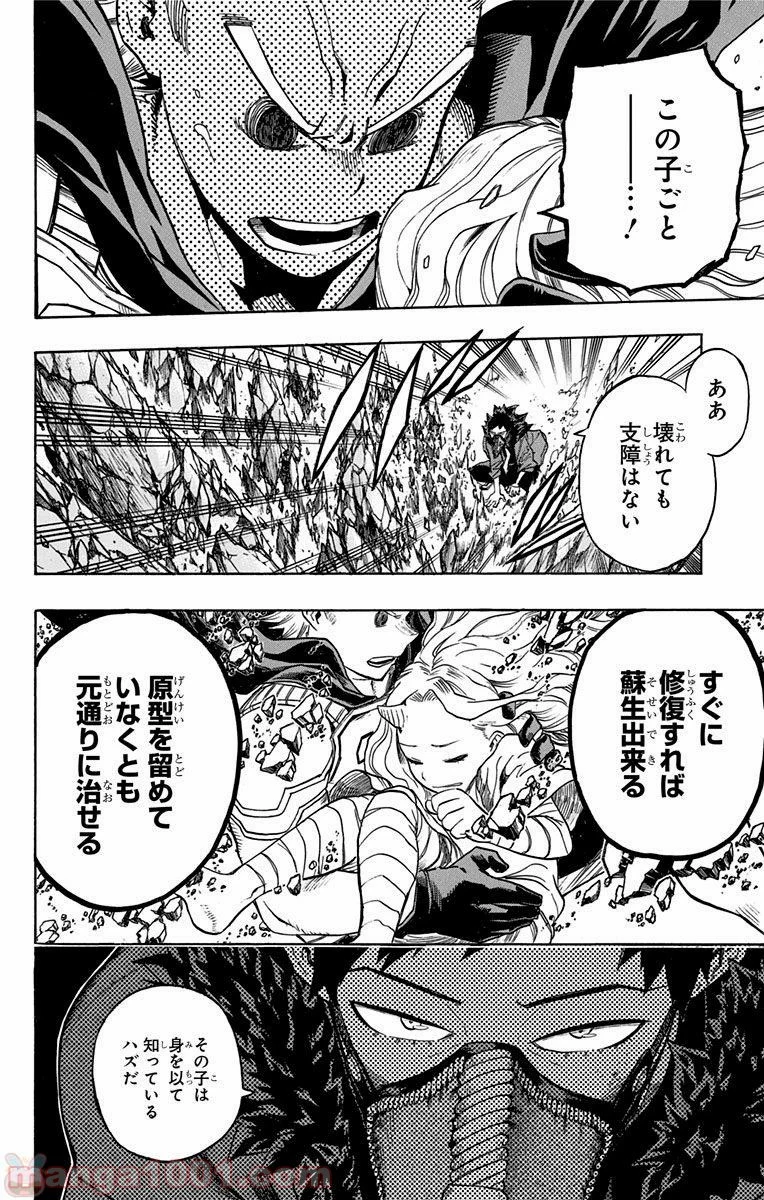 この子ごと
――…！
ああ
壊れても
支障はない
すぐに
修復すれば
蘇生出来る
原型を留めて
いなくとも
元通りに治せる
その子は
身を以て
知っている
ハズだ
manga1001.com